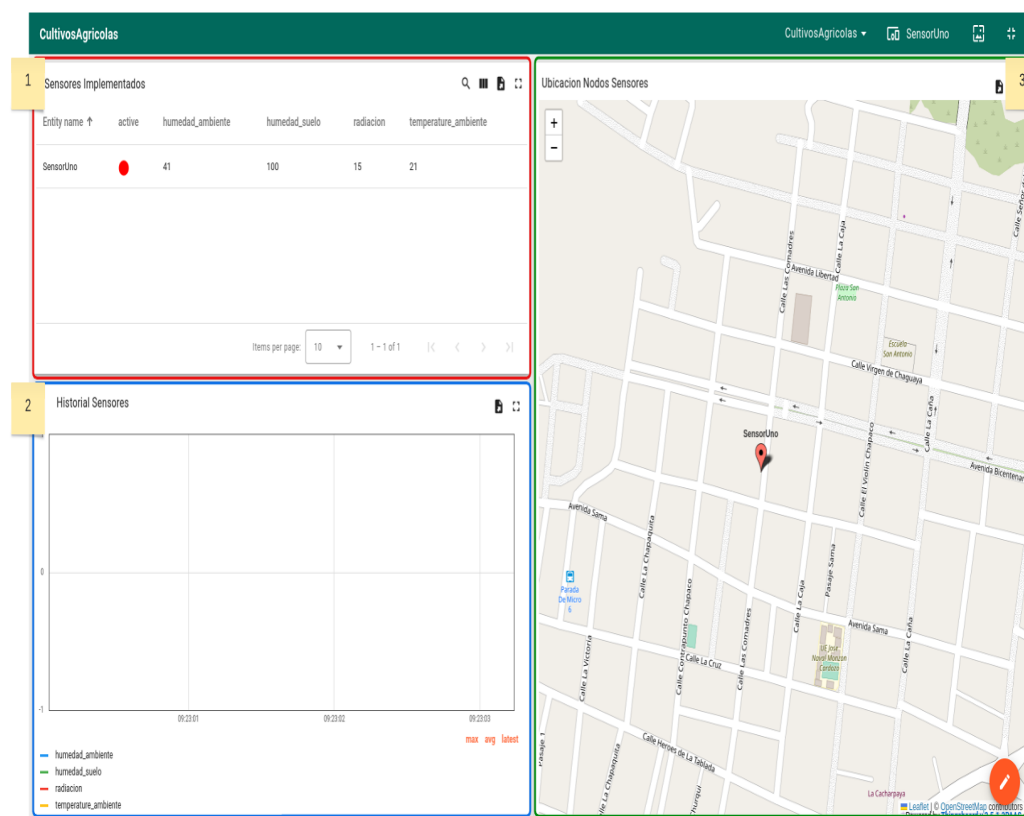 CultivosAgricolas
CultivosAgricolas
SensorUno
1
Sensores Implementados
Entity name
active
humedad_ambiente
humedad_suelo
radiacion
temperature_ambiente
SensorUno
41
100
15
21
Items per page:
10
1 – 1 of 1
2
Historial Sensores
0
-1
09:23:01
09:23:02
09:23:03
max avg latest
humedad_ambiente
humedad_suelo
radiacion
temperature_ambiente
3
Ubicacion Nodos Sensores
+
−
Calle Las Comadres
Calle La Caja
Calle Señor de
Avenida Libertad
Plaza San
Antonio
Escuela
San Antonio
Calle Virgen de Chaguaya
SensorUno
Calle El Violín Chapaco
Calle La Caña
Avenida Bicentenar
Avenida Sama
Calle La Chapaquita
Pasaje Sama
Parada
De Micro
6
Calle La Victoria
Calle Contrapunto Chapaco
Calle Las Comadres
Calle La Caja
Avenida Sama
Calle La Caña
Calle La Cruz
Calle Heroes de La Tablada
Pasaje 1
lle La Chapaquita
La Cacharpaya
Leaflet | © OpenStreetMap contributors